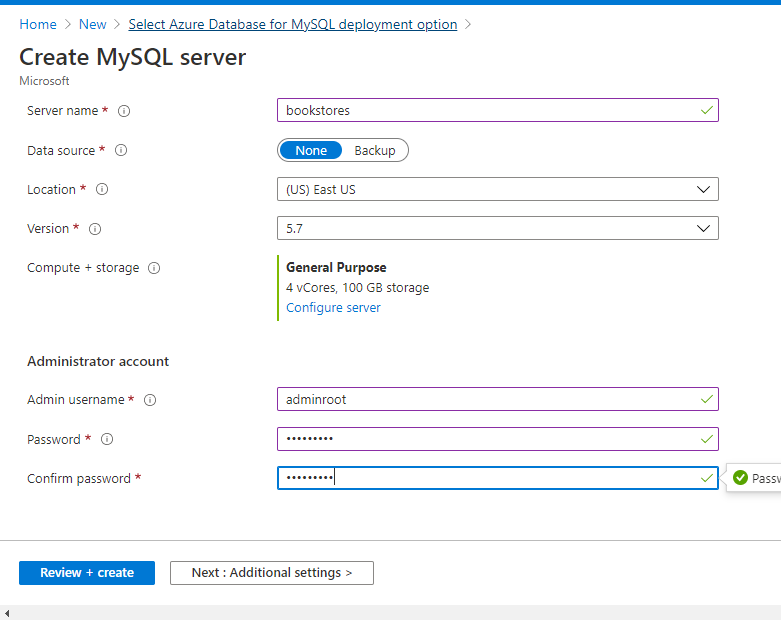 Home > New > Select Azure Database for MySQL deployment option >
Create MySQL server
Microsoft
Server name *
bookstores
Data source *
None Backup
Location *
(US) East US
Version *
5.7
Compute + storage
General Purpose
4 vCores, 100 GB storage
Configure server
Administrator account
Admin username *
adminroot
Password *
•••••••••
Confirm password *
•••••••••
Review + create
Next : Additional settings >